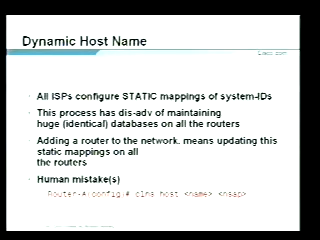 Dynamic Host Name
Cisco.com
All ISPs configure STATIC mappings of system-IDs
This process has dis-adv of maintaining
huge (identical) databases on all the routers
Adding a router to the network. means updating this
static mappings on all
the routers
Human mistake(s)
Router-A(config)# clns host <name> <nsap>